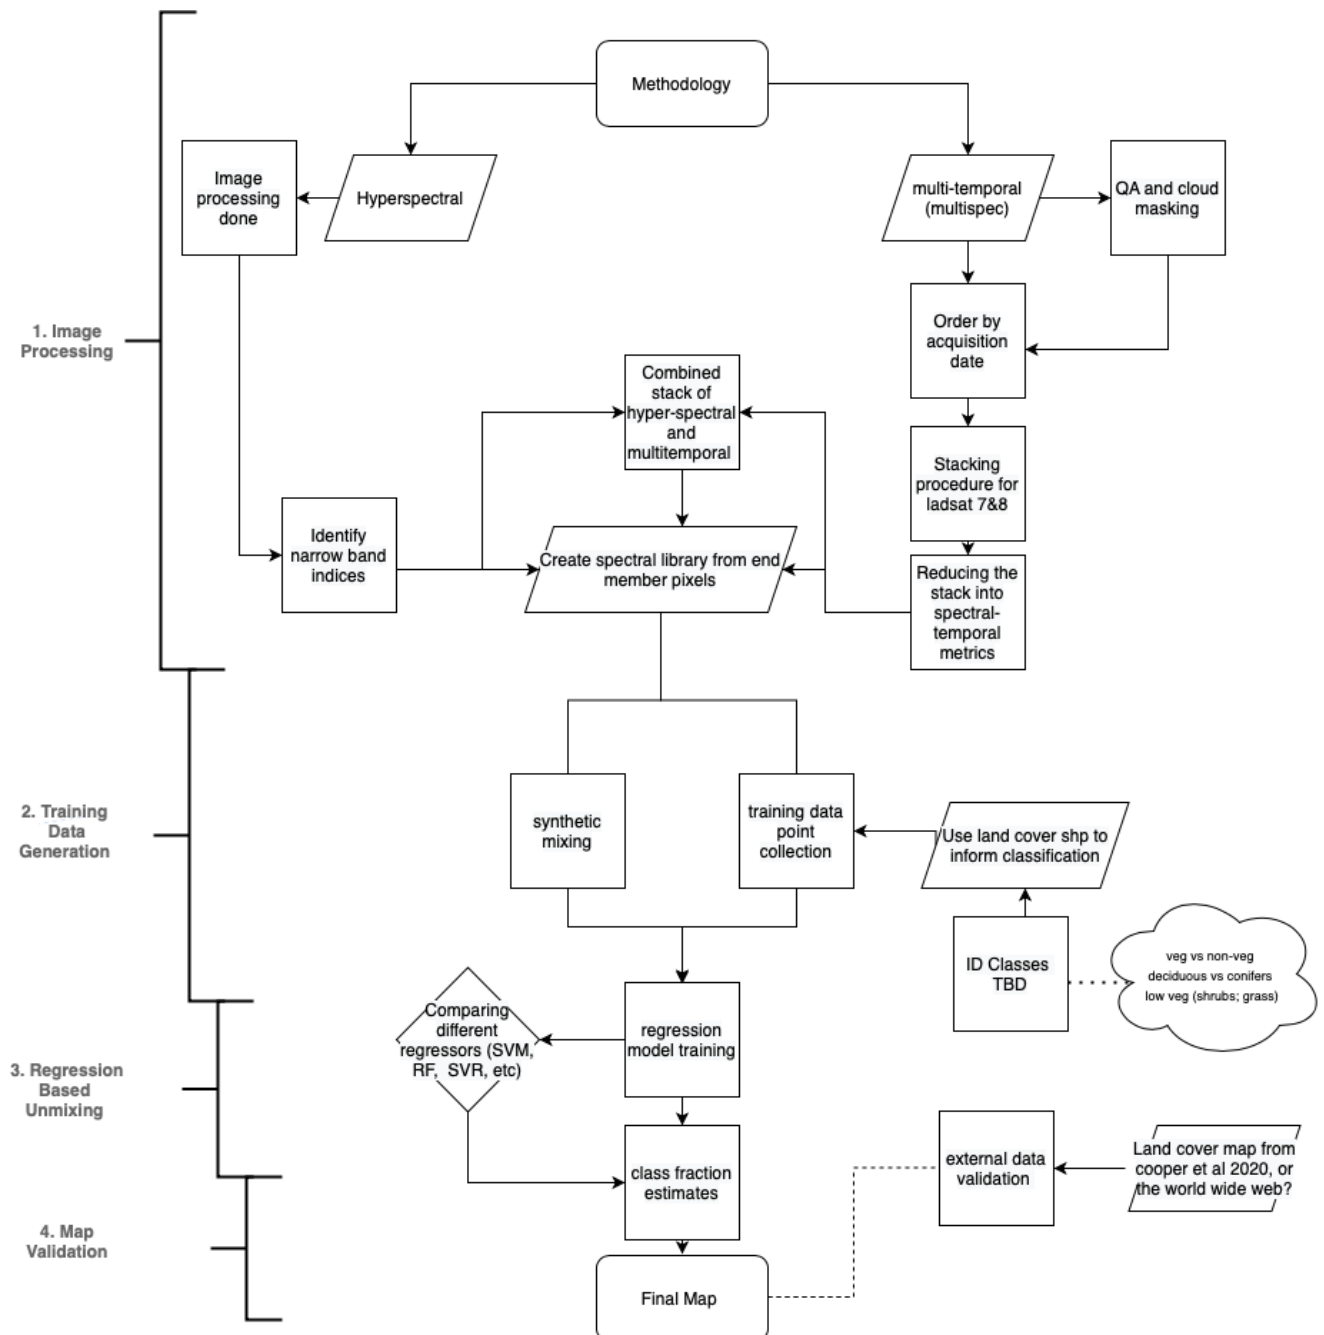 Methodology
Image
processing
done
Hyperspectral
multi-temporal
(multispec)
QA and cloud
masking
1. Image
Processing
Order by
acquisition
date
Combined
stack of
hyper-spectral
and
multitemporal
Stacking
procedure for
ladsat 7&8
Identify
narrow band
indices
Create spectral library from end
member pixels
Reducing the
stack into
spectral-
temporal
metrics
2. Training
Data
Generation
synthetic
mixing
training data
point
collection
Use land cover shp to
inform classification
ID Classes
TBD
veg vs non-veg
deciduous vs conifers
low veg (shrubs; grass)
3. Regression
Based
Unmixing
Comparing
different
regressors (SVM,
RF, SVR, etc)
regression
model training
class fraction
estimates
external data
validation
Land cover map from
cooper et al 2020, or
the world wide web?
4. Map
Validation
Final Map